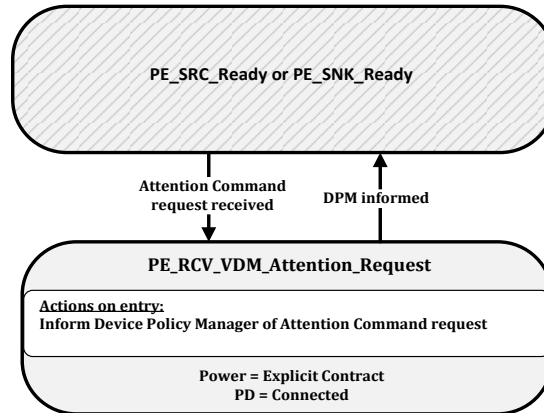 PE_SRC_Ready or PE_SNK_Ready
Attention Command
request received
DPM informed
PE_RCV_VDM_Attention_Request
Actions on entry:
Inform Device Policy Manager of Attention Command request
Power = Explicit Contract
PD = Connected